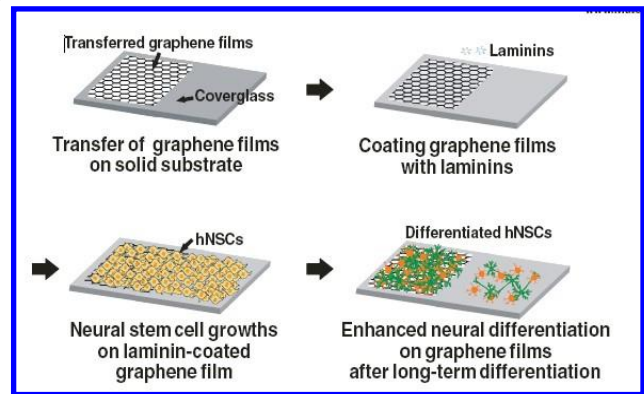 Transferred graphene films
Coverglass
Transfer of graphene films
on solid substrate
Laminins
Coating graphene films
with laminins
hNSCs
Neural stem cell growths
on laminin-coated
graphene film
Differentiated hNSCs
Enhanced neural differentiation
on graphene films
after long-term differentiation